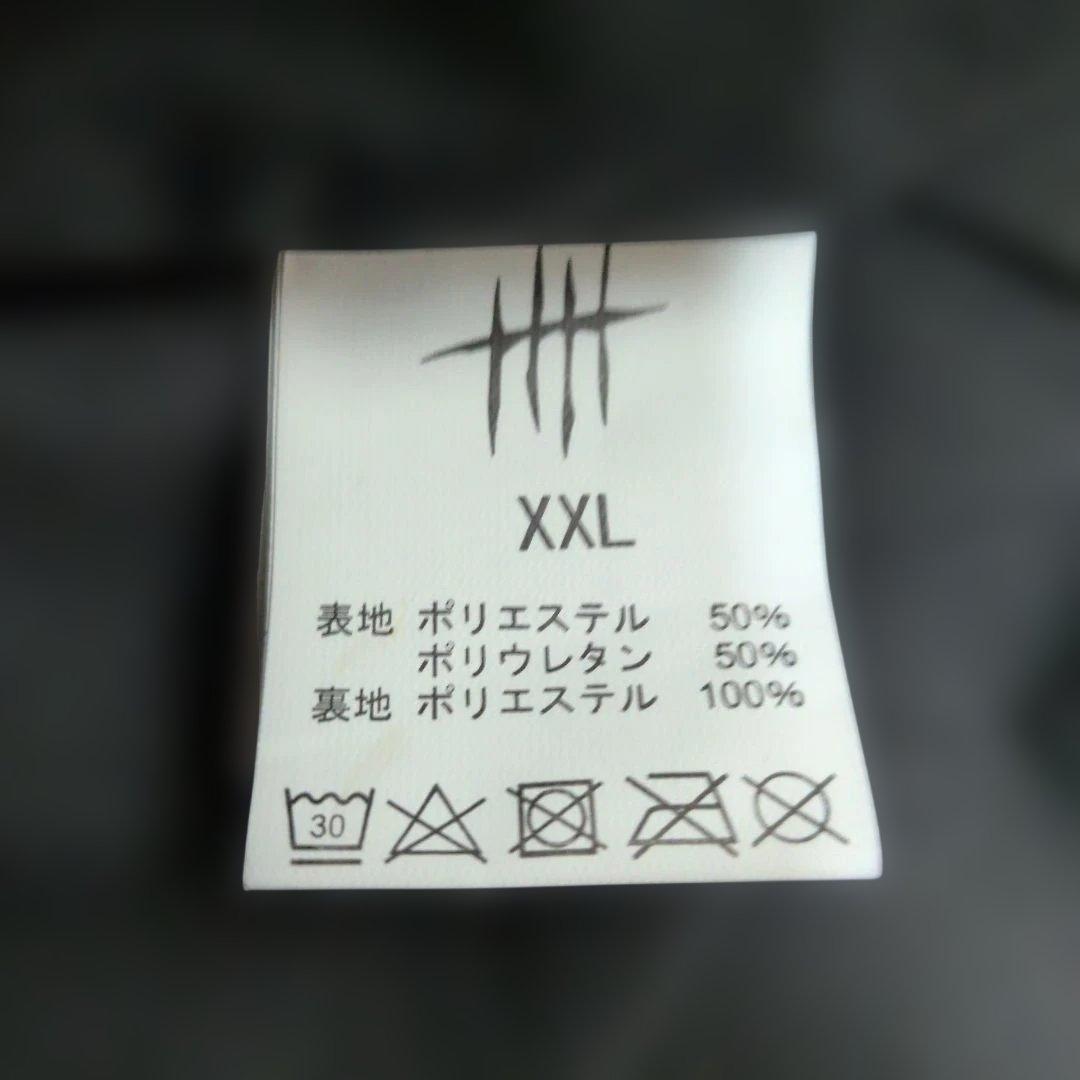 XXL
表地 ポリエステル 50%
ポリウレタン 50%
裏地 ポリエステル 100%
30